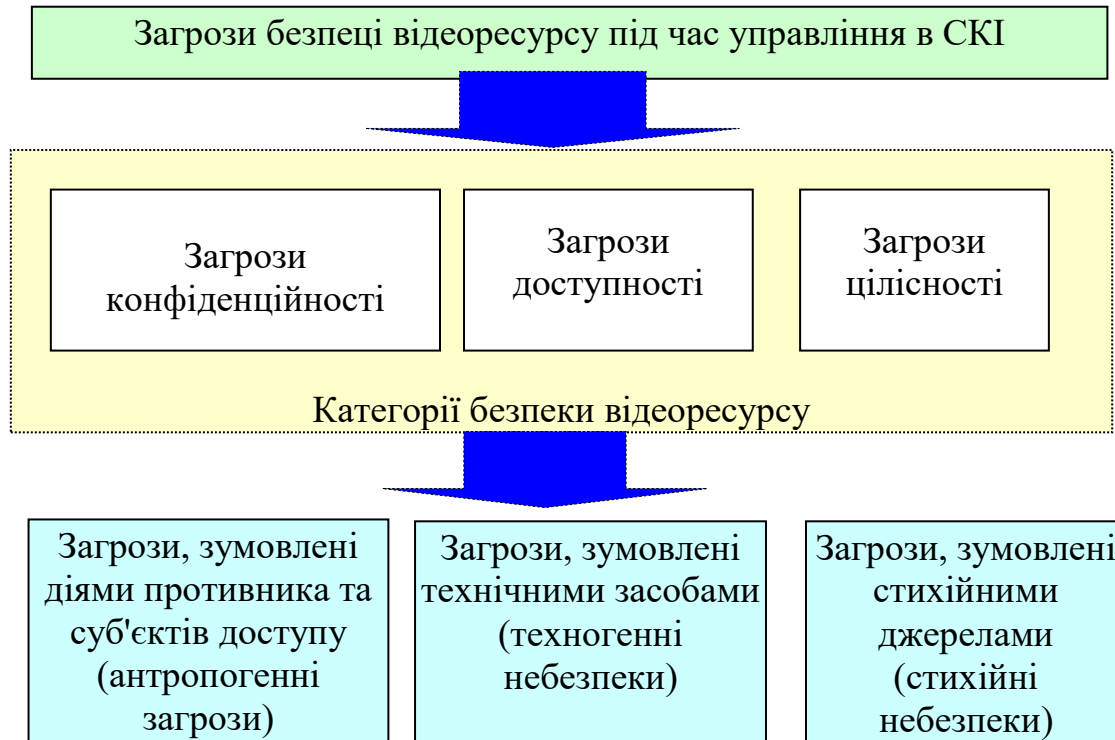 Загрози безпеці відеоресурсу під час управління в СКІ
Загрози
конфіденційності
Загрози
доступності
Загрози
цілісності
Категорії безпеки відеоресурсу
Загрози, зумовлені
діями противника та
суб'єктів доступу
(антропогенні
загрози)
Загрози, зумовлені
технічними засобами
(техногенні
небезпеки)
Загрози, зумовлені
стихійними
джерелами
(стихійні
небезпеки)